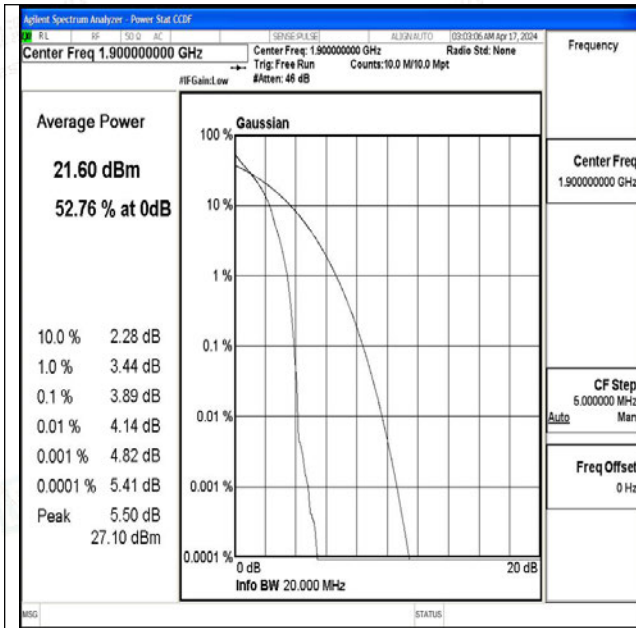 Agilent Spectrum Analyzer - Power Stat CCDF
RL RF 50 Ω AC SENSE:PULSE ALIGNAUTO 03:03:06 AM Apr 17, 2024
Center Freq 1.900000000 GHz
Center Freq: 1.900000000 GHz Radio Std: None
Trig: Free Run Counts:10.0 M/10.0 Mpt
#IFGain:Low #Atten: 46 dB
Frequency
Average Power
21.60 dBm
52.76 % at 0dB
10.0 % 2.28 dB
1.0 % 3.44 dB
0.1 % 3.89 dB
0.01 % 4.14 dB
0.001 % 4.82 dB
0.0001 % 5.41 dB
Peak 5.50 dB
27.10 dBm
Gaussian
100 %
10 %
1 %
0.1 %
0.01 %
0.001 %
0.0001 %
0 dB 20 dB
Info BW 20.000 MHz
Center Freq
1.900000000 GHz
CF Step
5.000000 MHz
Auto Man
Freq Offset
0 Hz
MSG STATUS